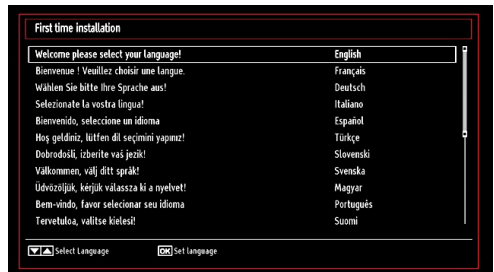 First time installation
Welcome please select your language! English
Bienvenue ! Veuillez choisir une langue. Français
Wählen Sie bitte Ihre Sprache aus! Deutsch
Selezionate la vostra lingua! Italiano
Bienvenido, seleccione un idioma Español
Hoş geldiniz, lütfen dil seçimini yapınız! Türkçe
Dobrodošli, izberite vaš jezik! Slovenski
Välkommen, välj ditt språk! Svenska
Üdvözöljük, kérjük válassza ki a nyelvet! Magyar
Bem-vindo, favor selecionar seu idioma Português
Tervetuloa, valitse kielesi! Suomi
Select Language OK Set language